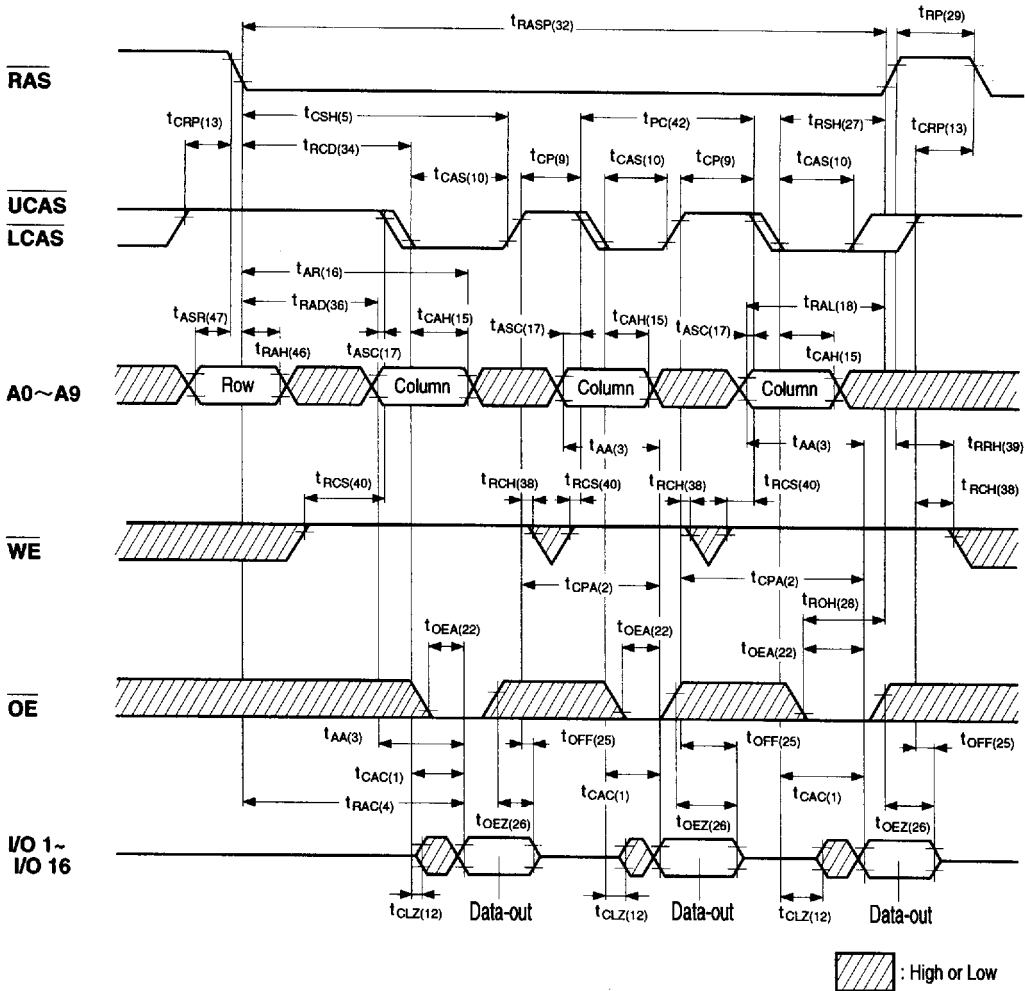 tRASP(32)
tRP(29)
RAS
tCRP(13)
tCSH(5)
tPC(42)
tRSH(27)
tCRP(13)
tRCD(34)
tCAS(10)
tCP(9)
tCAS(10)
tCP(9)
tCAS(10)
UCAS
LCAS
tAR(16)
tRAD(36)
tRAL(18)
tASR(47)
tCAH(15)
tASC(17)
tCAH(15)
tASC(17)
tRAH(46)
tASC(17)
tCAH(15)
A0~A9
Row
Column
Column
Column
tAA(3)
tAA(3)
tRRH(39)
tRCS(40)
tRCH(38)
tRCS(40)
tRCH(38)
tRCS(40)
tRCH(38)
WE
tCPA(2)
tCPA(2)
tROH(28)
tOEA(22)
tOEA(22)
tOEA(22)
OE
tAA(3)
tOFF(25)
tOFF(25)
tOFF(25)
tCAC(1)
tCAC(1)
tCAC(1)
tRAC(4)
tOEZ(26)
tOEZ(26)
tOEZ(26)
I/O 1~
I/O 16
tCLZ(12)
Data-out
tCLZ(12)
Data-out
tCLZ(12)
Data-out
: High or Low